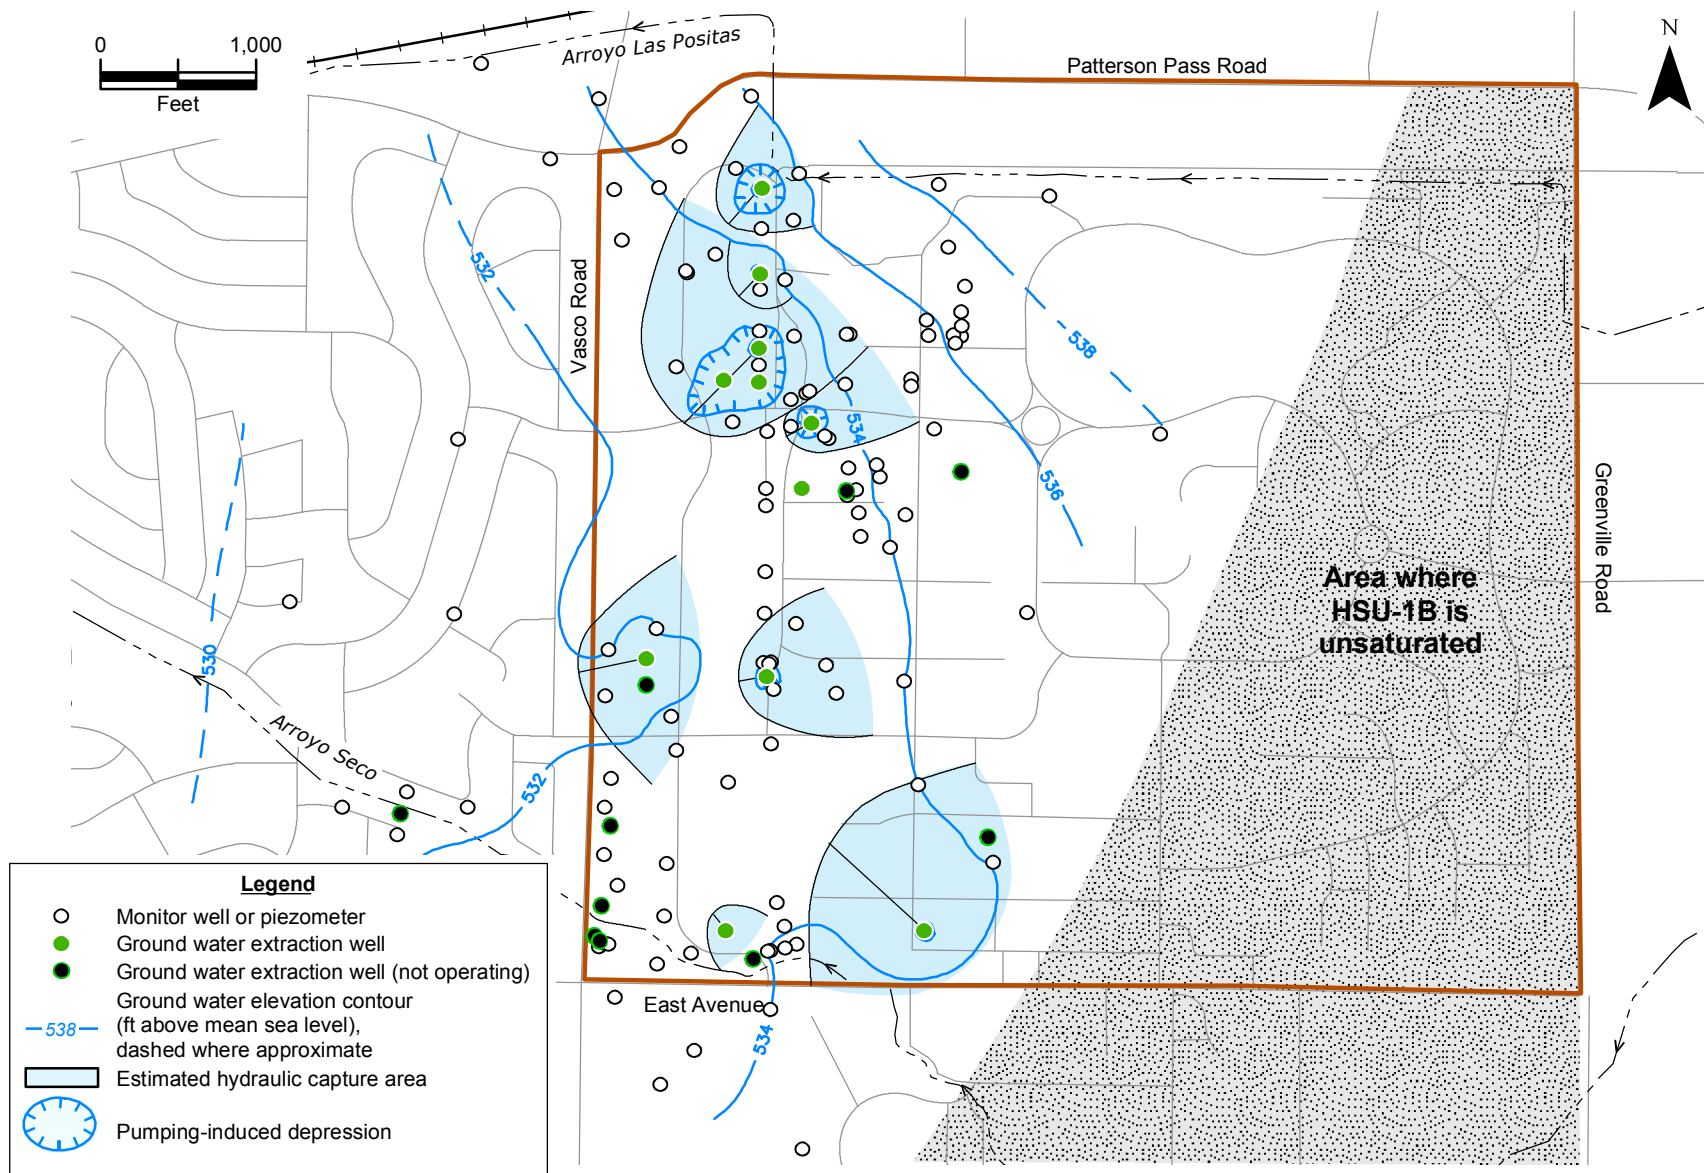 0 1,000
Feet
Arroyo Las Positas
Patterson Pass Road
N
Vasco Road
532
538
534
536
Greenville Road
Area where
HSU-1B is
unsaturated
530
Arroyo Seco
532
East Avenue
534
Legend
Monitor well or piezometer
Ground water extraction well
Ground water extraction well (not operating)
538
Ground water elevation contour
(ft above mean sea level),
dashed where approximate
Estimated hydraulic capture area
Pumping-induced depression